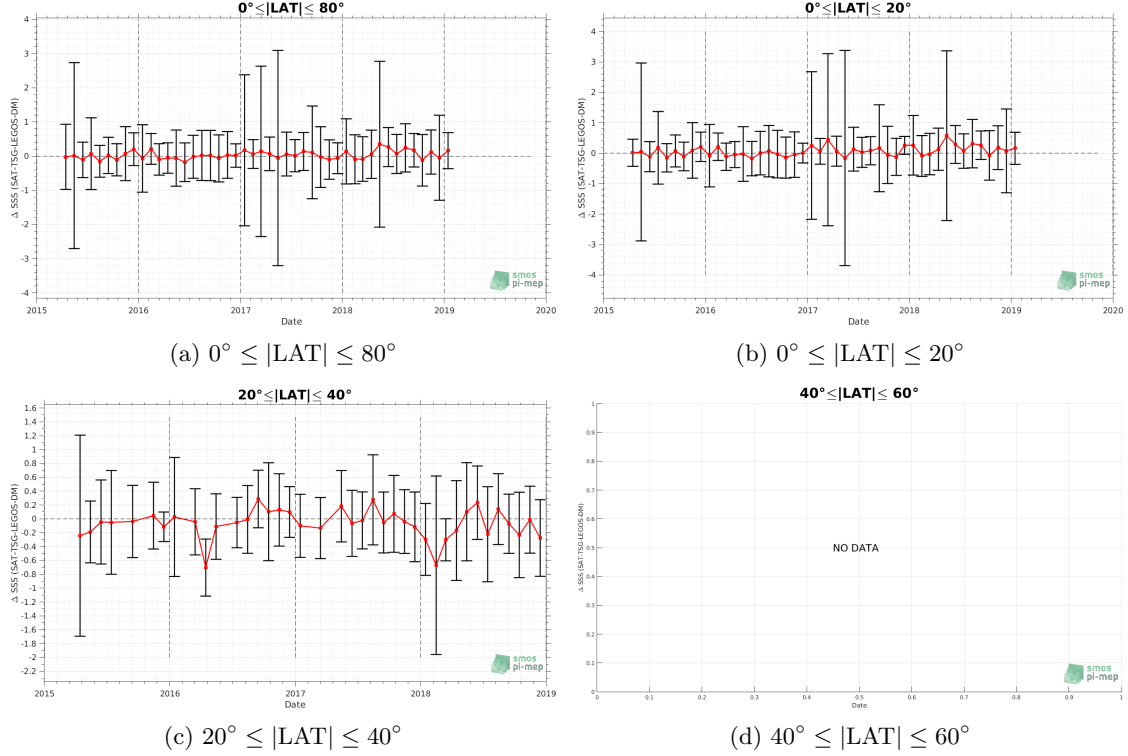 0°≤|LAT|≤ 80°
4
3
2
1
0
-1
-2
-3
-4
Δ SSS (SAT-TSG-LEGOS-DM)
2015 2016 2017 2018 2019 2020
Date
smos
pi-mep
(a) 0° ≤ |LAT| ≤ 80°
0°≤|LAT|≤ 20°
4
3
2
1
0
-1
-2
-3
-4
Δ SSS (SAT-TSG-LEGOS-DM)
2015 2016 2017 2018 2019 2020
Date
smos
pi-mep
(b) 0° ≤ |LAT| ≤ 20°
20°≤|LAT|≤ 40°
1.6
1.4
1.2
1
0.8
0.6
0.4
0.2
0
-0.2
-0.4
-0.6
-0.8
-1
-1.2
-1.4
-1.6
-1.8
-2
-2.2
Δ SSS (SAT-TSG-LEGOS-DM)
2015 2016 2017 2018 2019
Date
smos
pi-mep
(c) 20° ≤ |LAT| ≤ 40°
40°≤|LAT|≤ 60°
1
0.9
0.8
0.7
0.6
0.5
0.4
0.3
0.2
0.1
0
Δ SSS (SAT-TSG-LEGOS-DM)
NO DATA
0 0.1 0.2 0.3 0.4 0.5 0.6 0.7 0.8 0.9 1
Date
smos
pi-mep
(d) 40° ≤ |LAT| ≤ 60°